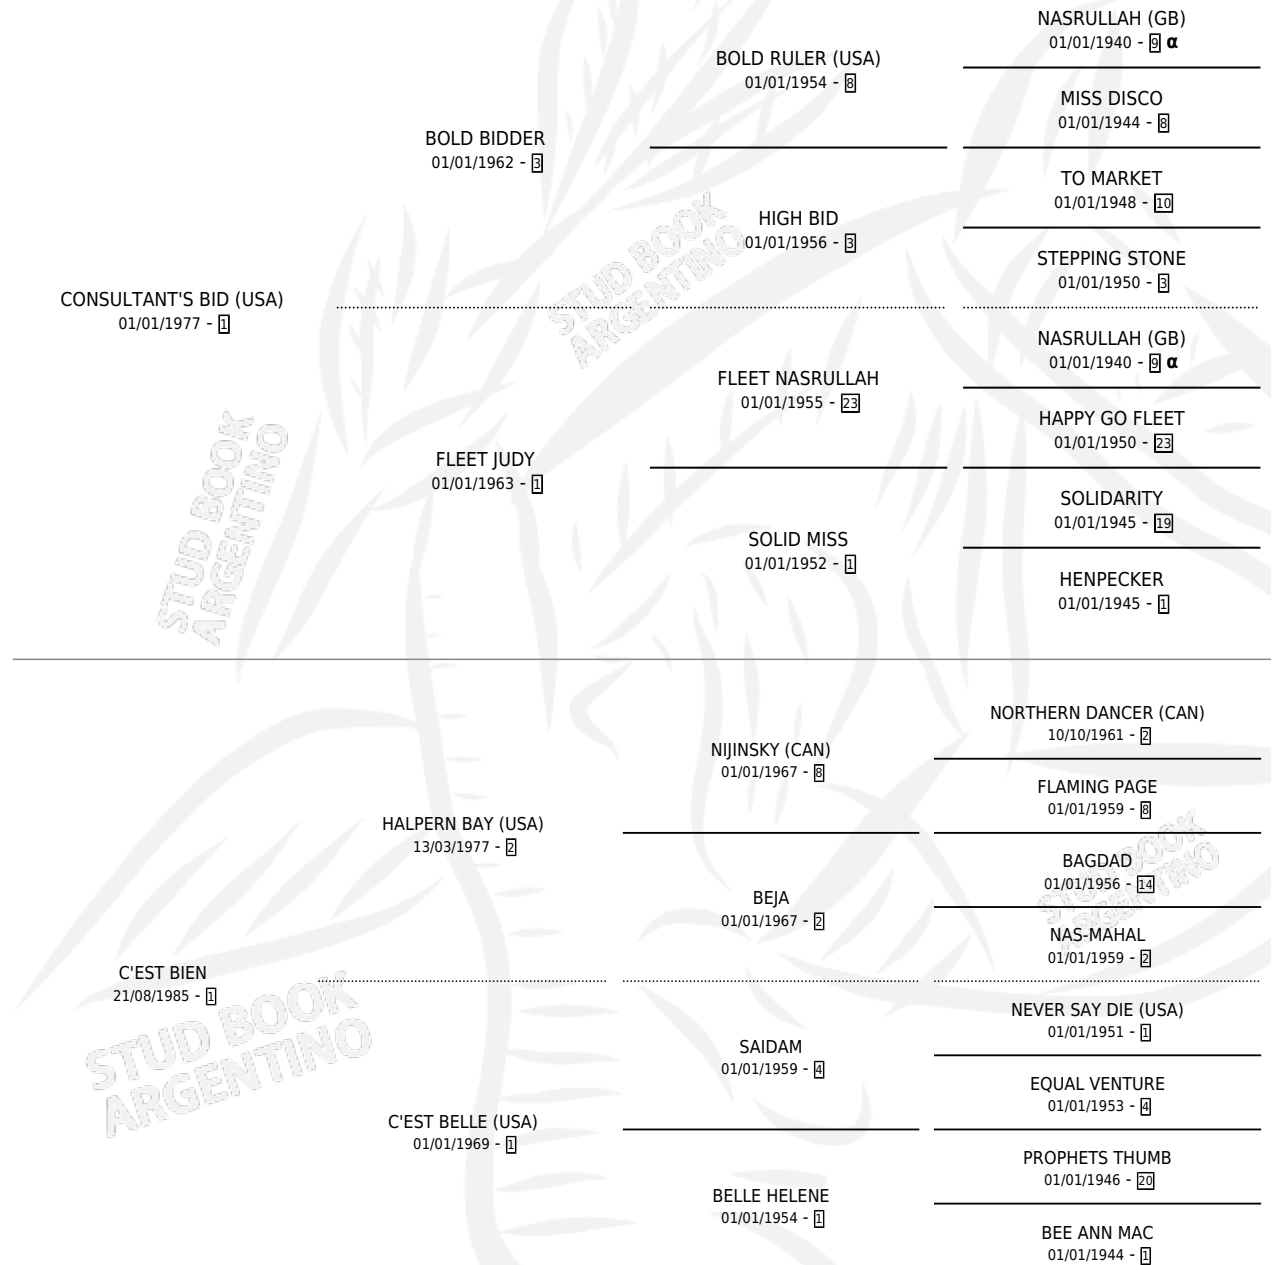 NASRULLAH (GB)
01/01/1940 - 9 α
BOLD RULER (USA)
01/01/1954 - 8
MISS DISCO
01/01/1944 - 8
BOLD BIDDER
01/01/1962 - 3
TO MARKET
01/01/1948 - 10
HIGH BID
01/01/1956 - 3
STEPPING STONE
01/01/1950 - 3
CONSULTANT'S BID (USA)
01/01/1977 - 1
STUD BOOK
ARGENTINO
NASRULLAH (GB)
01/01/1940 - 9 α
FLEET NASRULLAH
01/01/1955 - 23
HAPPY GO FLEET
01/01/1950 - 23
FLEET JUDY
01/01/1963 - 1
SOLIDARITY
01/01/1945 - 19
SOLID MISS
01/01/1952 - 1
HENPECKER
01/01/1945 - 1
STUD BOOK
ARGENTINO
NORTHERN DANCER (CAN)
10/10/1961 - 2
NIJINSKY (CAN)
01/01/1967 - 8
FLAMING PAGE
01/01/1959 - 8
HALPERN BAY (USA)
13/03/1977 - 2
BAGDAD
01/01/1956 - 14
BEJA
01/01/1967 - 2
NAS-MAHAL
01/01/1959 - 2
STUD BOOK
ARGENTINO
C'EST BIEN
21/08/1985 - 1
NEVER SAY DIE (USA)
01/01/1951 - 1
SAIDAM
01/01/1959 - 4
EQUAL VENTURE
01/01/1953 - 4
C'EST BELLE (USA)
01/01/1969 - 1
PROPHETS THUMB
01/01/1946 - 20
BELLE HELENE
01/01/1954 - 1
BEE ANN MAC
01/01/1944 - 1
STUD BOOK
ARGENTINO